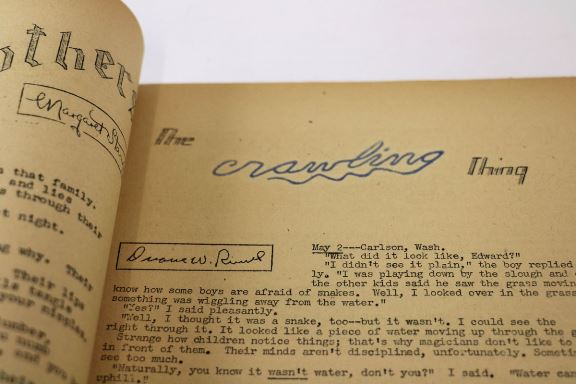 Margaret
that family.
and lies
s through their
t night.
ng why. Their
The
crawling
Thing
Duane W. Rimel
May 2---Carlson, Wash.
"What did it look like, Edward?"
"I didn't see it plain," the boy replied
ly. "I was playing down by the slough and
the other kids said he saw the grass movin
know how some boys are afraid of snakes. Well, I looked over in the grass
something was wiggling away from the water."
"Yes?" I said pleasantly.
"Well, I thought it was a snake, too--but it wasn't. I could see the
right through it. It looked like a piece of water moving up through the g
Strange how children notice things; that's why magicians don't like to
in front of them. Their minds aren't disciplined, unfortunately. Sometim
see too much.
"Naturally, you know it wasn't water, don't you?" I said. "Water can
uphill."